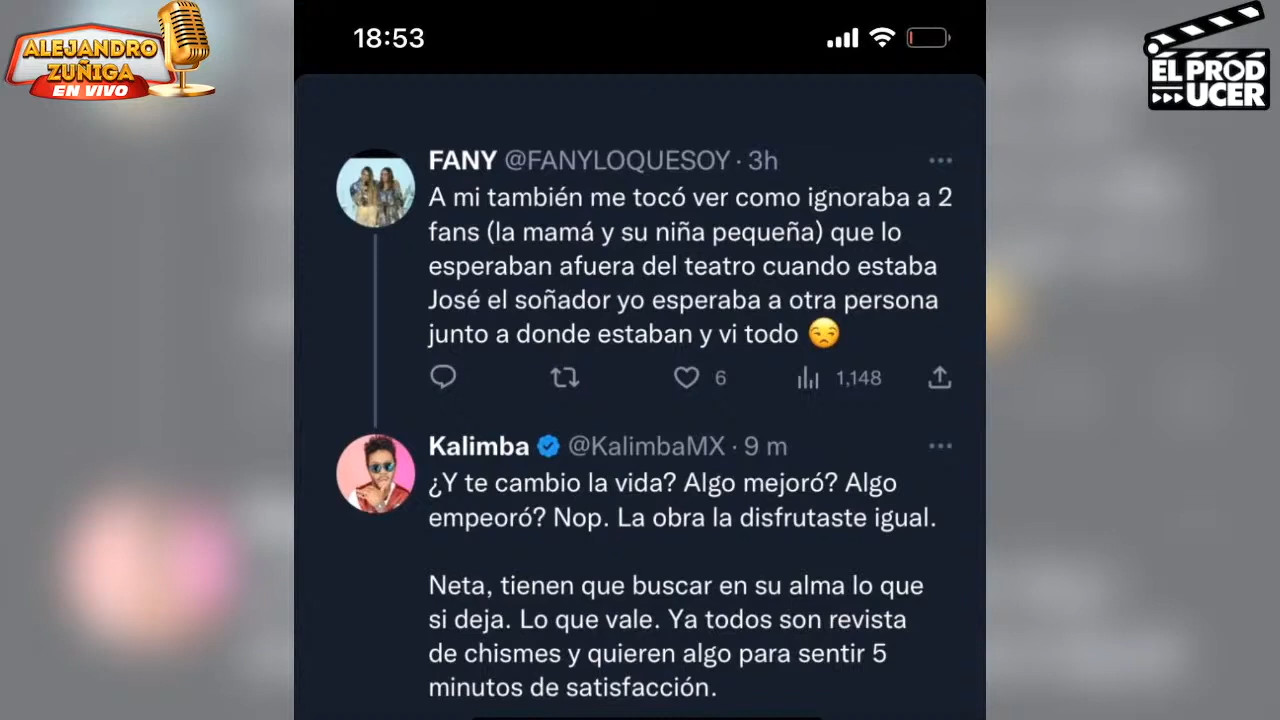 ALEJANDRO
ZUÑIGA
EN VIVO
18:53
EL PROD
UCER
FANY @FANYLOQUESOY · 3h
A mi también me tocó ver como ignoraba a 2
fans (la mamá y su niña pequeña) que lo
esperaban afuera del teatro cuando estaba
José el soñador yo esperaba a otra persona
junto a donde estaban y vi todo 😒
6
1,148
Kalimba @KalimbaMX · 9 m
¿Y te cambio la vida? Algo mejoró? Algo
empeoró? Nop. La obra la disfrutaste igual.
Neta, tienen que buscar en su alma lo que
si deja. Lo que vale. Ya todos son revista
de chismes y quieren algo para sentir 5
minutos de satisfacción.